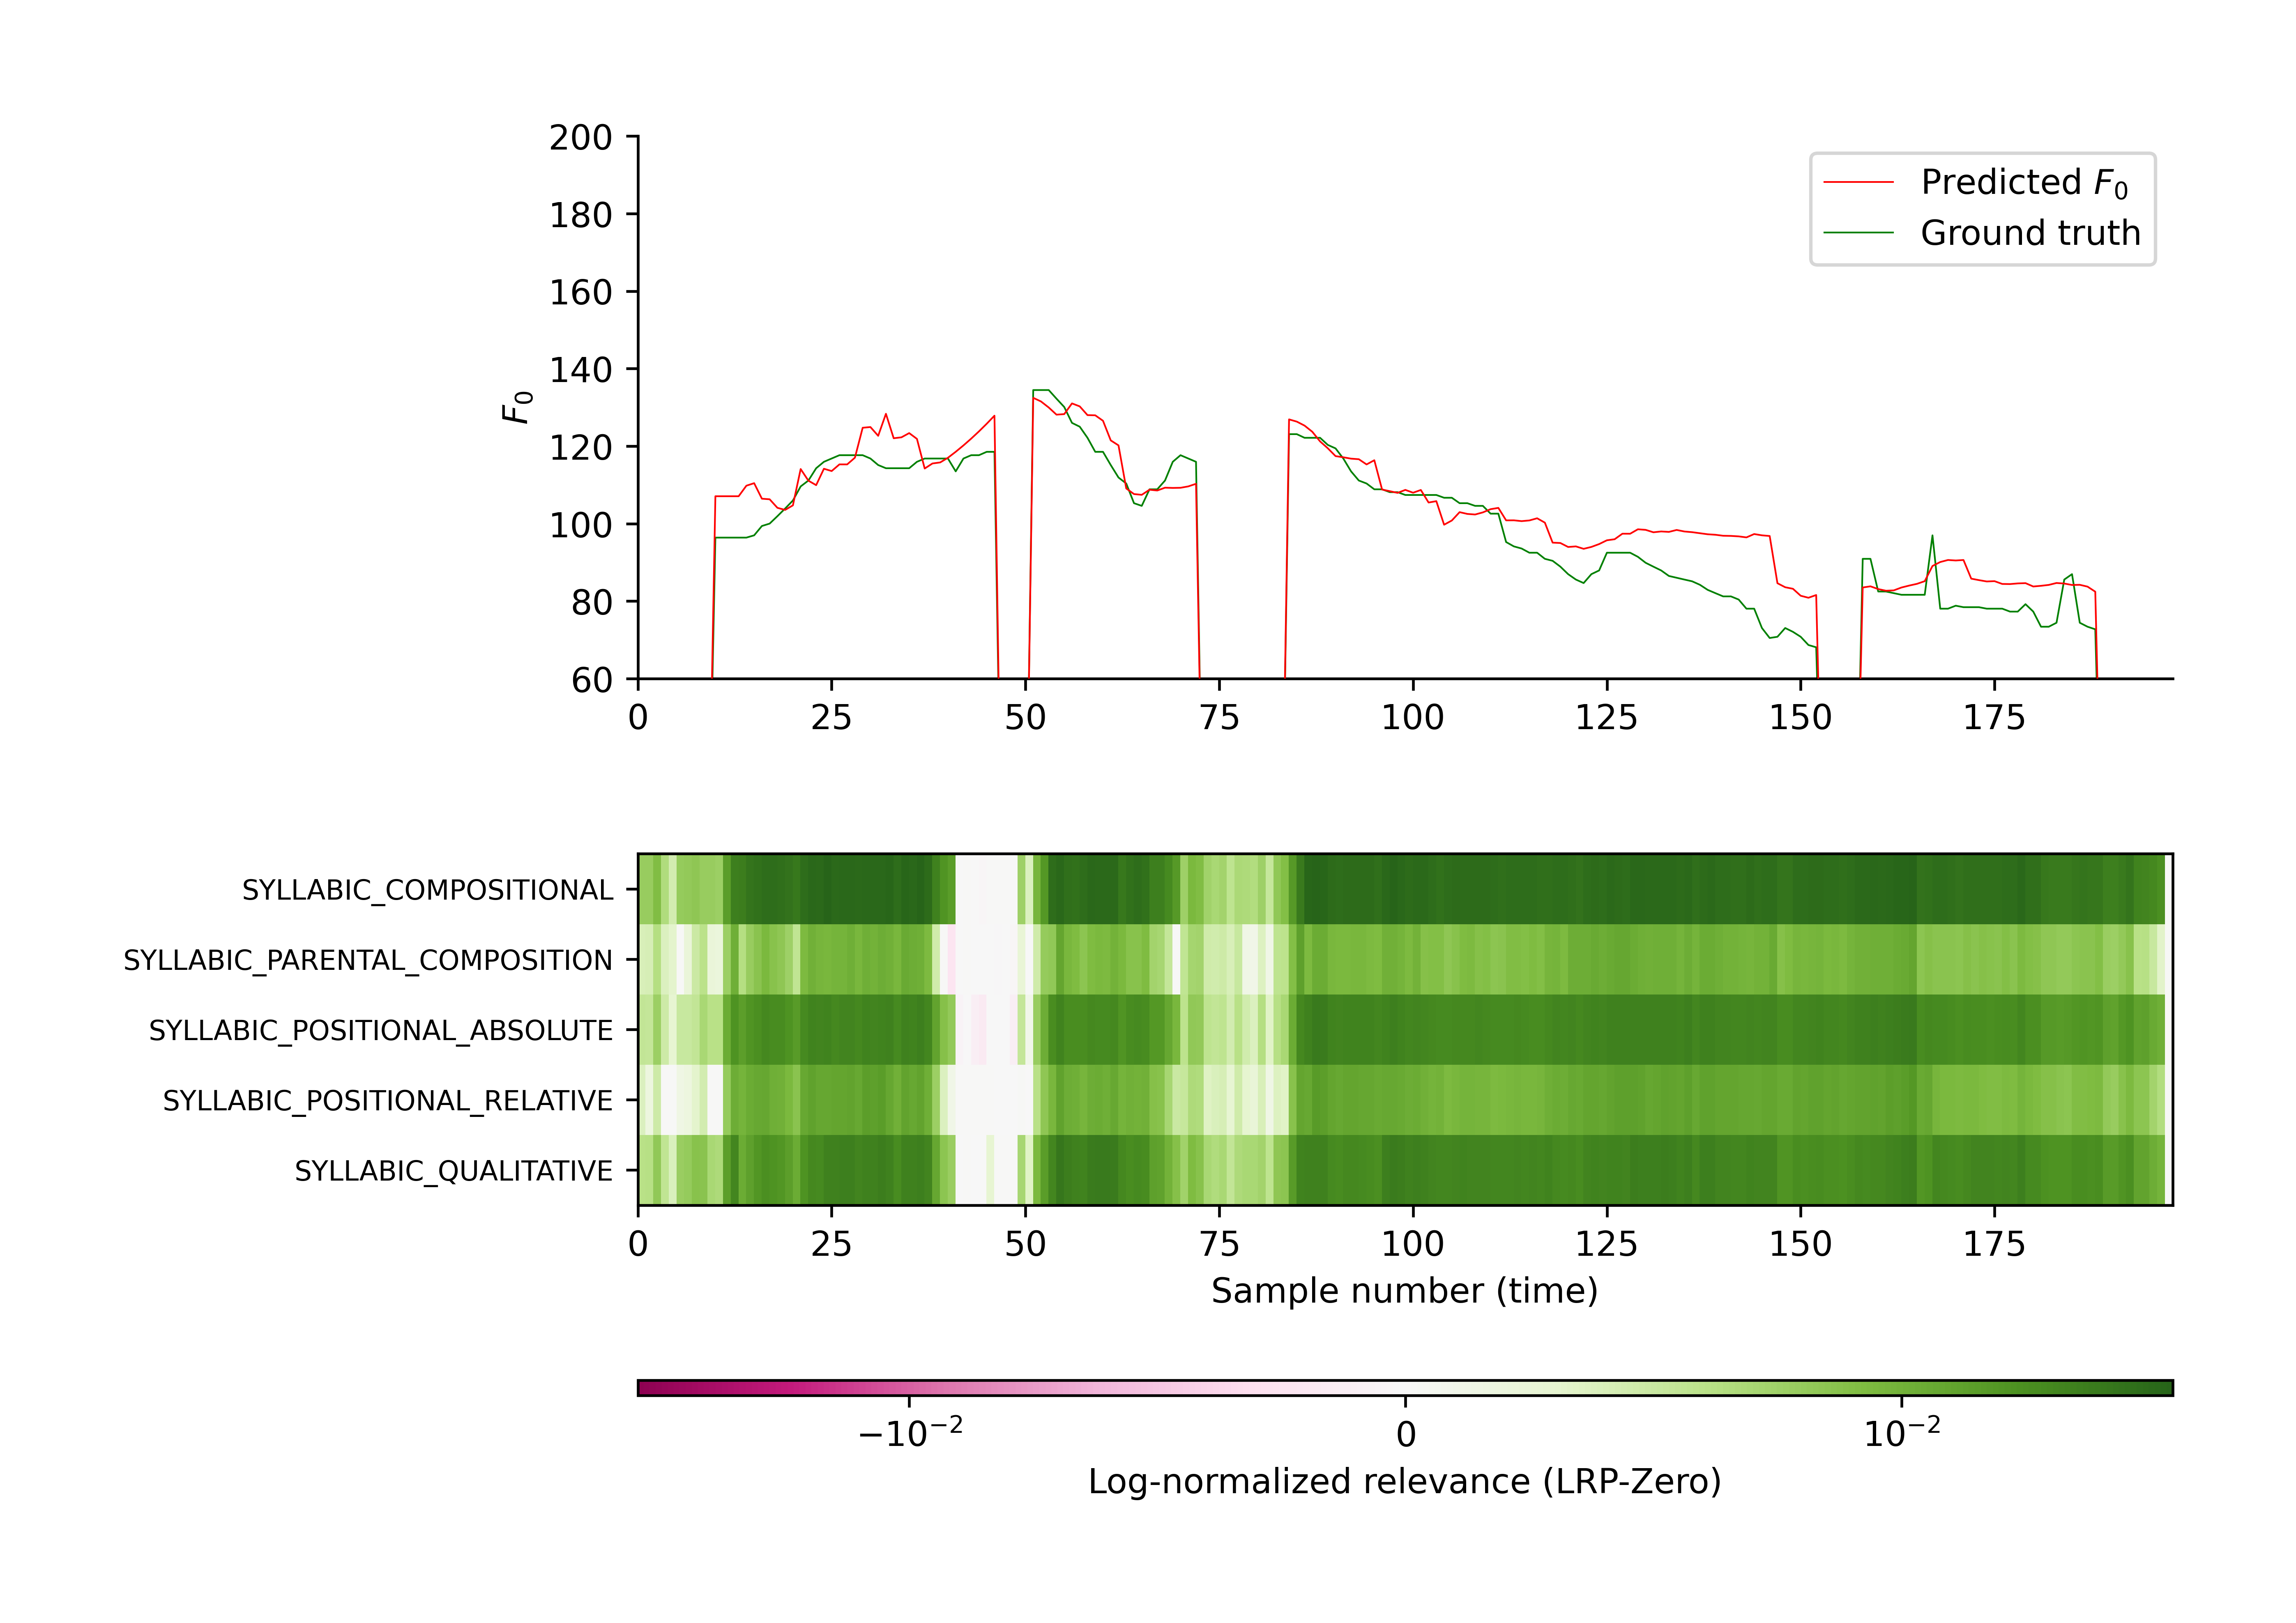 200
180
160
140
120
100
80
60
F₀
Predicted F₀
Ground truth
0 25 50 75 100 125 150 175
SYLLABIC_COMPOSITIONAL
SYLLABIC_PARENTAL_COMPOSITION
SYLLABIC_POSITIONAL_ABSOLUTE
SYLLABIC_POSITIONAL_RELATIVE
SYLLABIC_QUALITATIVE
0 25 50 75 100 125 150 175
Sample number (time)
−10⁻² 0 10⁻²
Log-normalized relevance (LRP-Zero)